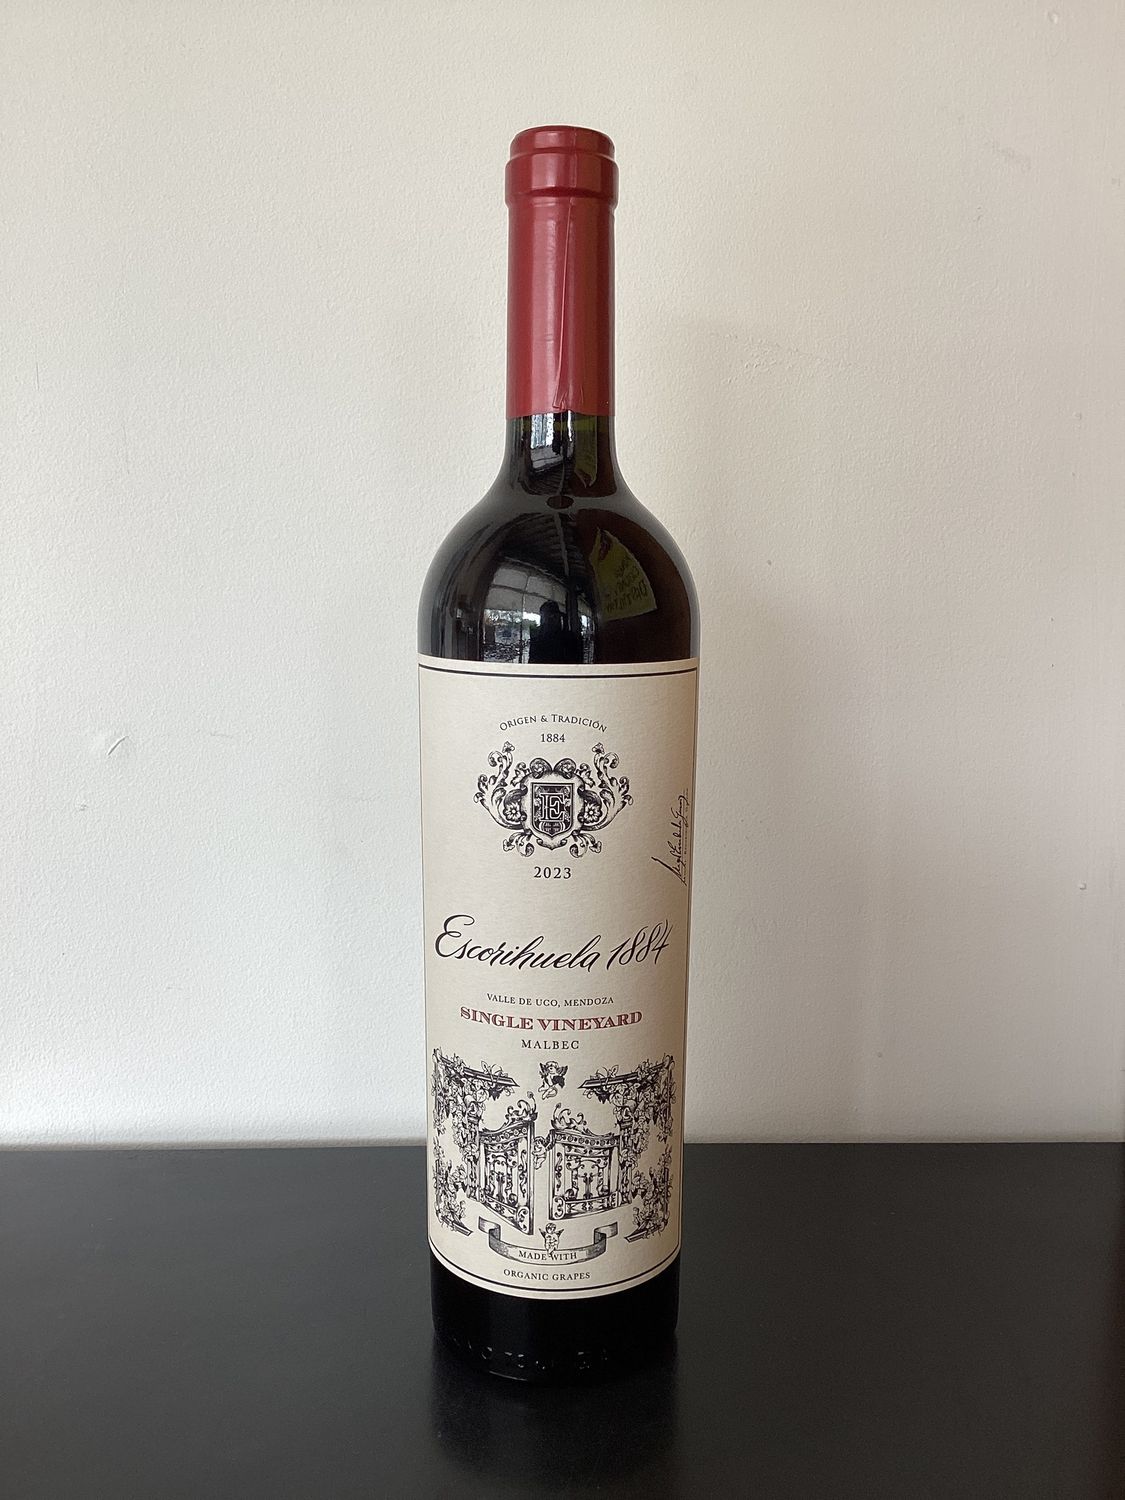 ORIGEN & TRADICIÓN
1884
E
2023
Escorihuela 1884
VALLE DE UCO, MENDOZA
SINGLE VINEYARD
MALBEC
MADE WITH
ORGANIC GRAPES